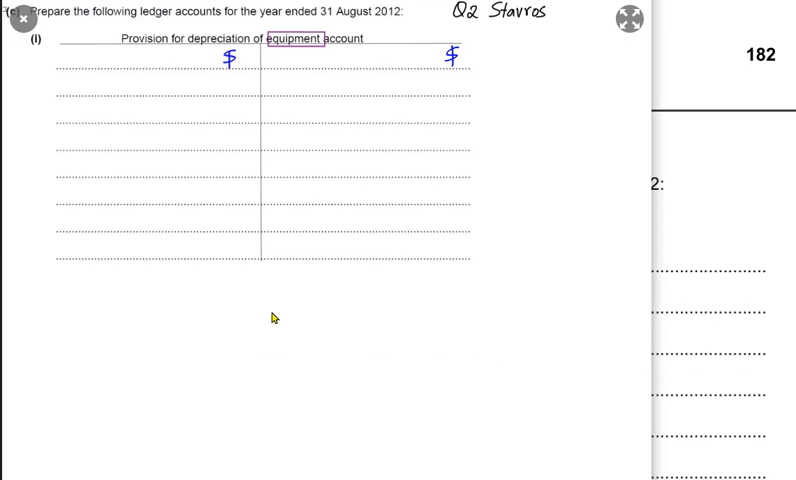 (c) Prepare the following ledger accounts for the year ended 31 August 2012:
Q2 Stavros
(i) Provision for depreciation of equipment account
$ $
182
2: